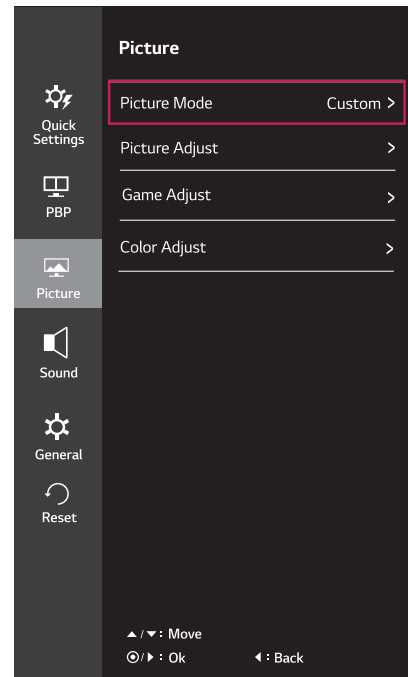 Picture
Picture Mode Custom >
Picture Adjust >
Game Adjust >
Color Adjust >
Quick
Settings
PBP
Picture
Sound
General
Reset
▲/▼: Move
◉/▶: Ok ◀: Back